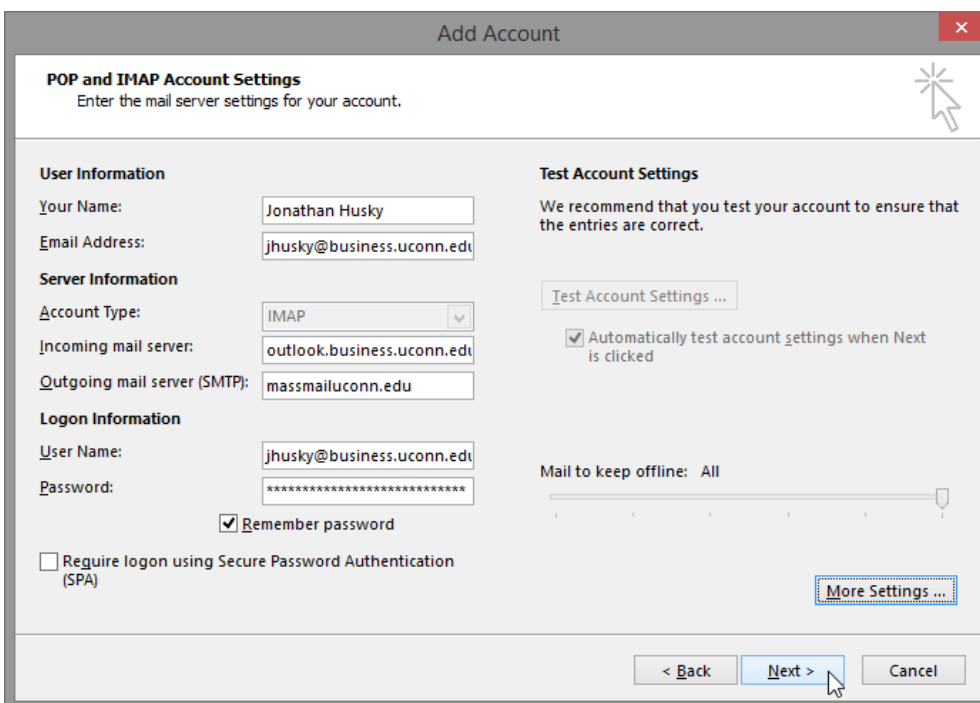 Add Account
POP and IMAP Account Settings
Enter the mail server settings for your account.
User Information
Your Name:
Jonathan Husky
Email Address:
jhusky@business.uconn.edu
Server Information
Account Type:
IMAP
Incoming mail server:
outlook.business.uconn.edu
Outgoing mail server (SMTP):
massmailuconn.edu
Logon Information
User Name:
jhusky@business.uconn.edu
Password:
****************************
Remember password
Require logon using Secure Password Authentication
(SPA)
Test Account Settings
We recommend that you test your account to ensure that
the entries are correct.
Test Account Settings ...
Automatically test account settings when Next
is clicked
Mail to keep offline: All
More Settings ...
< Back
Next >
Cancel